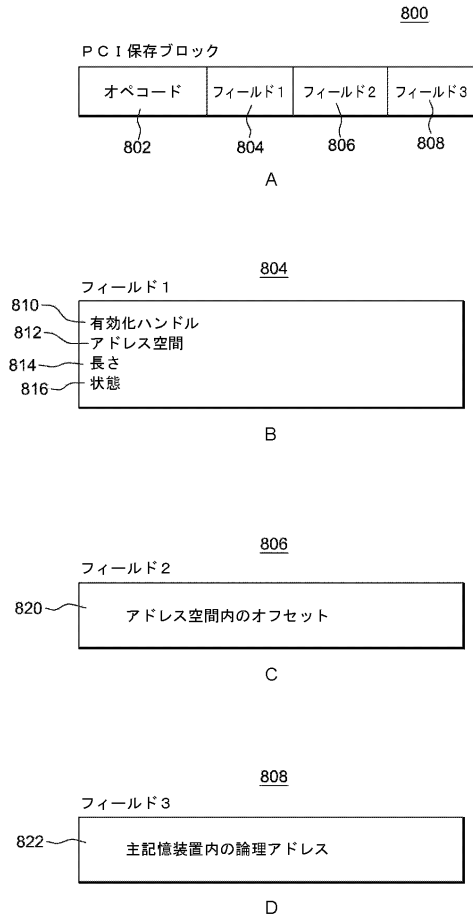 800
PCI保存ブロック
オペコード フィールド1 フィールド2 フィールド3
802 804 806 808
A
804
フィールド1
810 有効化ハンドル
812 アドレス空間
814 長さ
816 状態
B
806
フィールド2
820 アドレス空間内のオフセット
C
808
フィールド3
822 主記憶装置内の論理アドレス
D